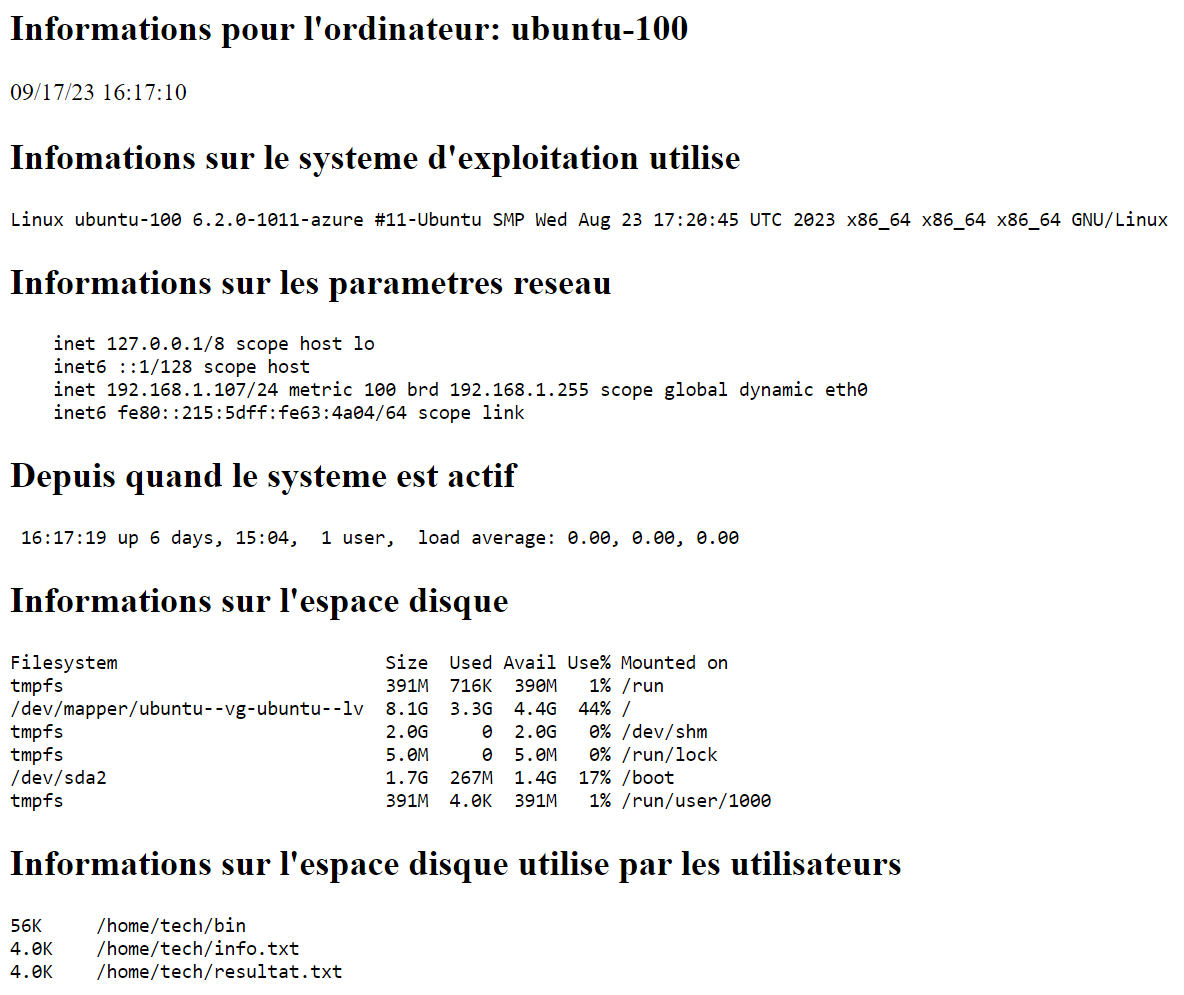 Informations pour l'ordinateur: ubuntu-100
09/17/23 16:17:10
Infomations sur le systeme d'exploitation utilise
Linux ubuntu-100 6.2.0-1011-azure #11-Ubuntu SMP Wed Aug 23 17:20:45 UTC 2023 x86_64 x86_64 x86_64 GNU/Linux
Informations sur les parametres reseau
    inet 127.0.0.1/8 scope host lo
    inet6 ::1/128 scope host
    inet 192.168.1.107/24 metric 100 brd 192.168.1.255 scope global dynamic eth0
    inet6 fe80::215:5dff:fe63:4a04/64 scope link
Depuis quand le systeme est actif
 16:17:19 up 6 days, 15:04,  1 user,  load average: 0.00, 0.00, 0.00
Informations sur l'espace disque
Filesystem                         Size  Used Avail Use% Mounted on
tmpfs                              391M  716K  390M   1% /run
/dev/mapper/ubuntu--vg-ubuntu--lv  8.1G  3.3G  4.4G  44% /
tmpfs                              2.0G     0  2.0G   0% /dev/shm
tmpfs                              5.0M     0  5.0M   0% /run/lock
/dev/sda2                          1.7G  267M  1.4G  17% /boot
tmpfs                              391M  4.0K  391M   1% /run/user/1000
Informations sur l'espace disque utilise par les utilisateurs
56K     /home/tech/bin
4.0K    /home/tech/info.txt
4.0K    /home/tech/resultat.txt